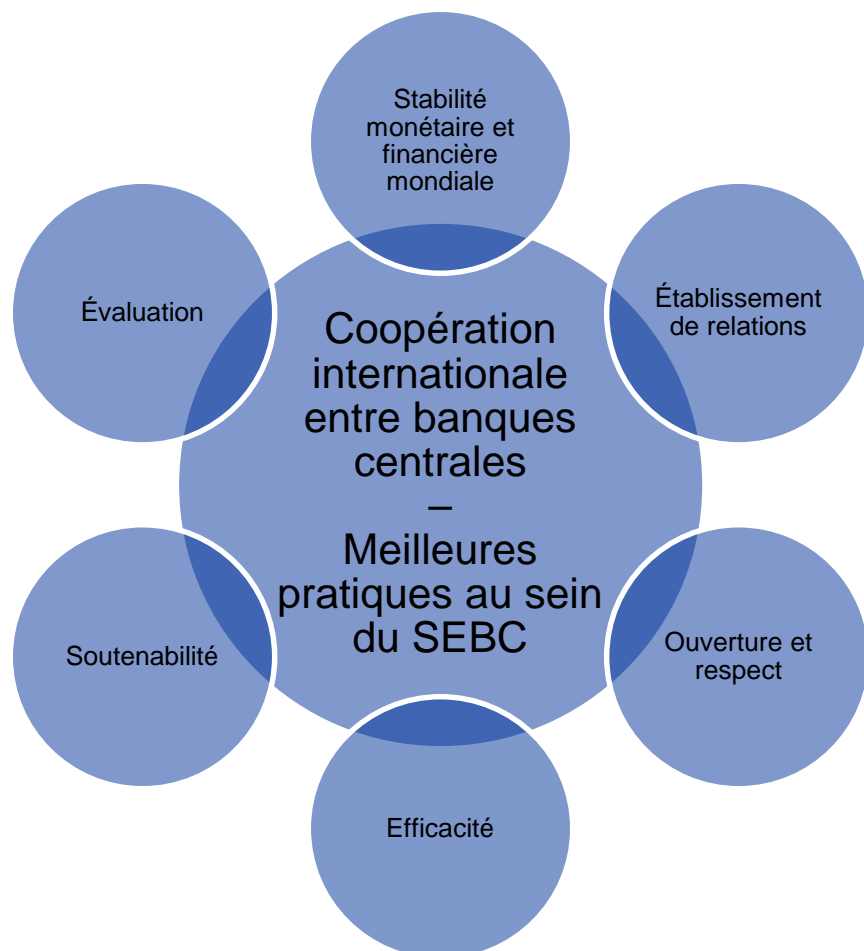 Stabilité
monétaire et
financière
mondiale
Établissement
de relations
Ouverture et
respect
Efficacité
Soutenabilité
Évaluation
Coopération
internationale
entre banques
centrales
–
Meilleures
pratiques au sein
du SEBC